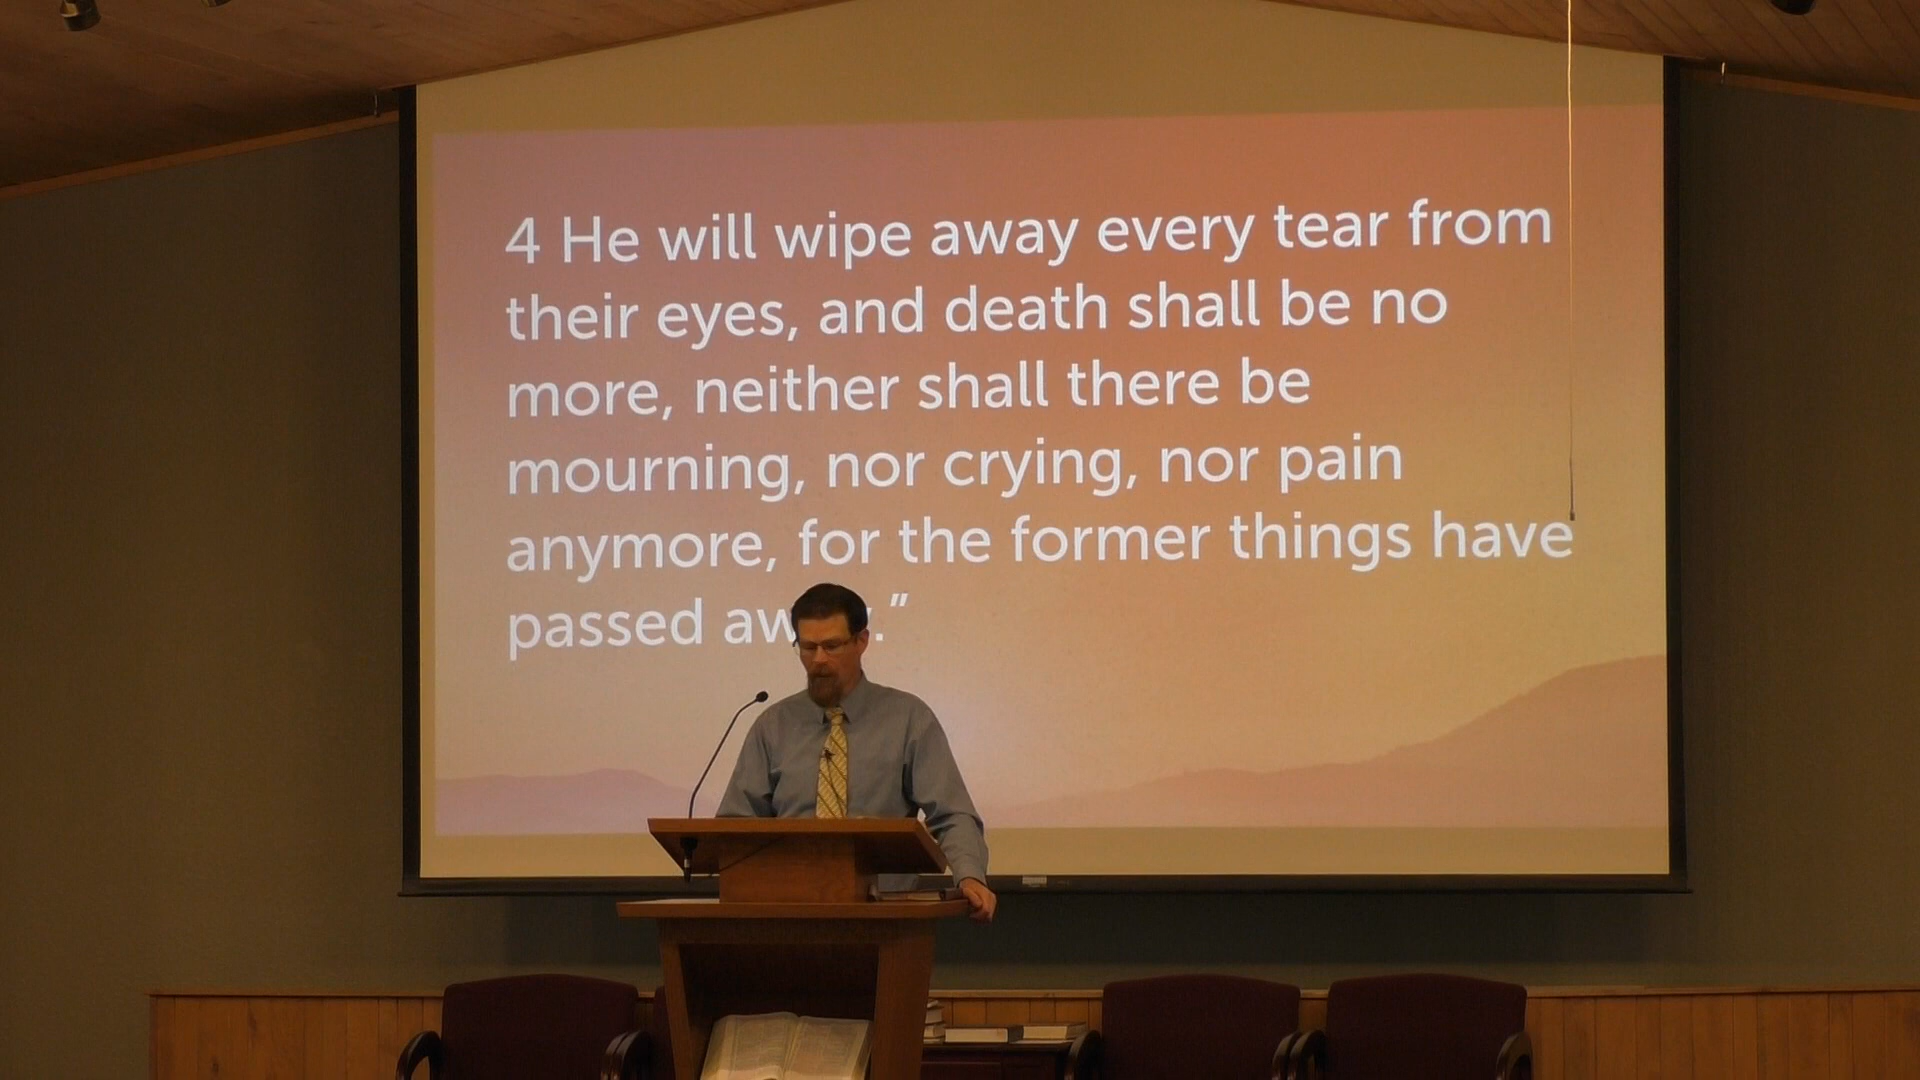 4 He will wipe away every tear from
their eyes, and death shall be no
more, neither shall there be
mourning, nor crying, nor pain
anymore, for the former things have
passed aw .”